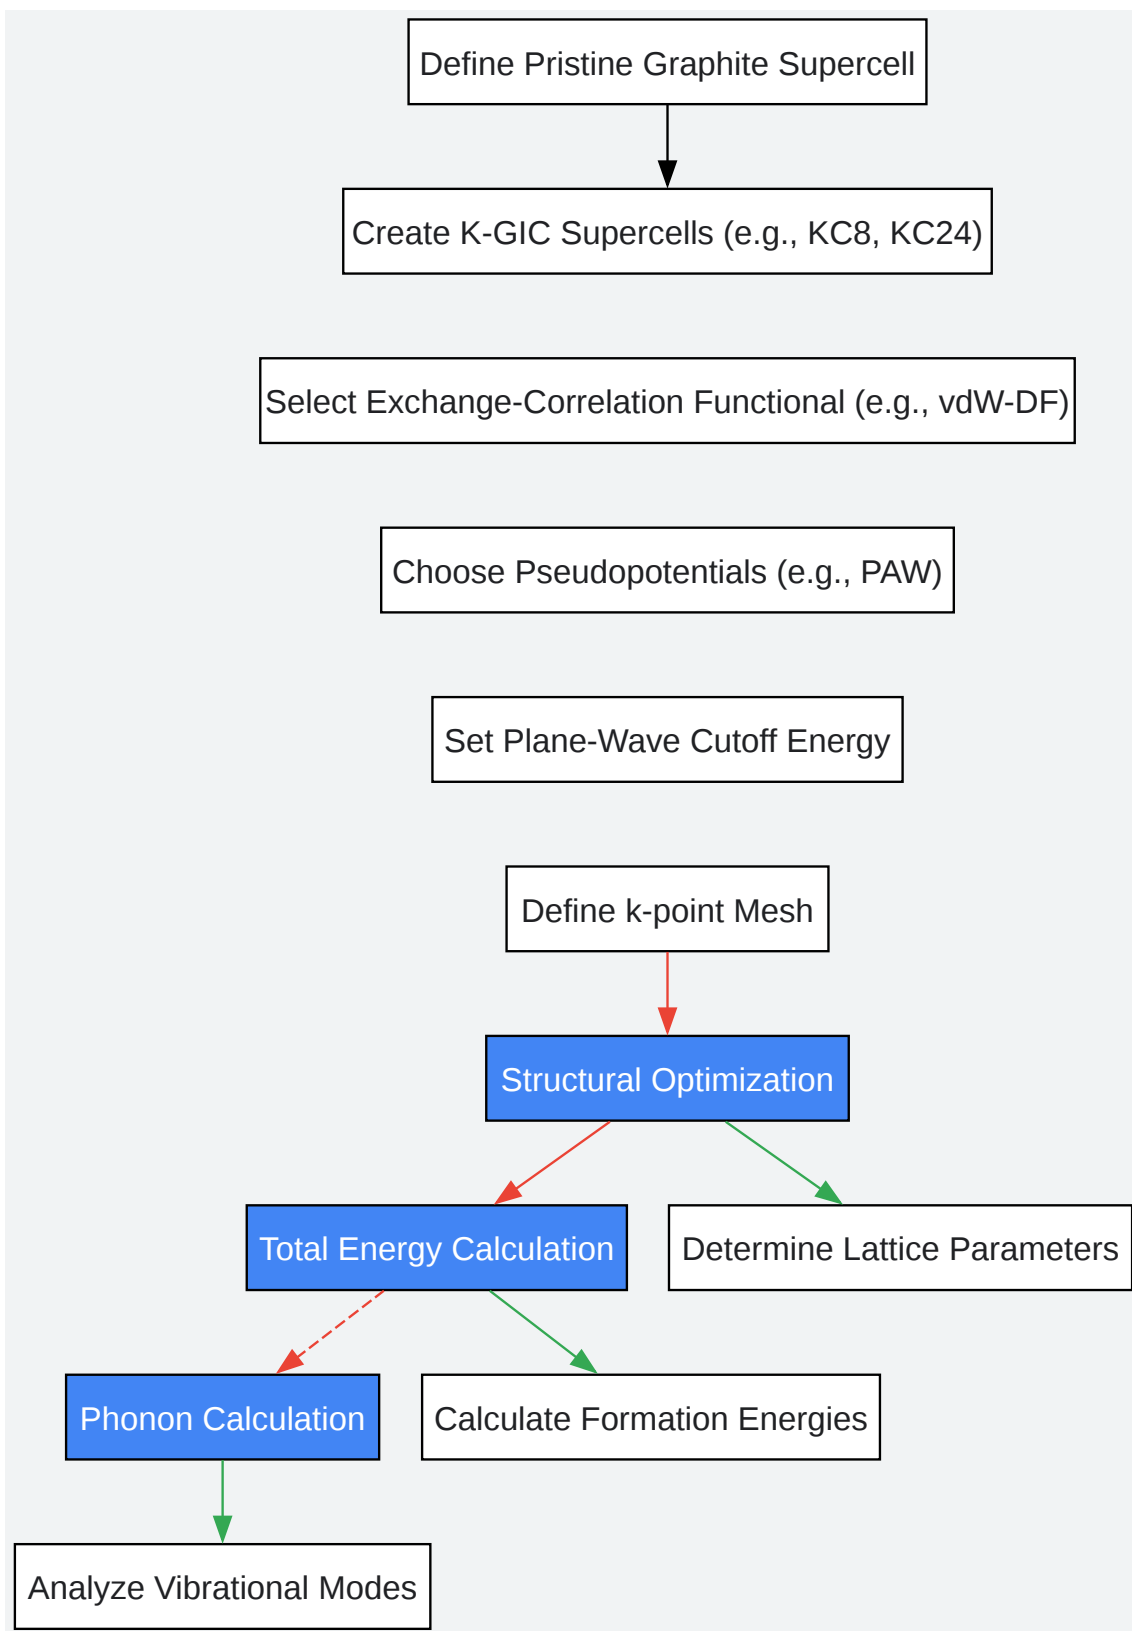 Define Pristine Graphite Supercell
Create K-GIC Supercells (e.g., KC8, KC24)
Select Exchange-Correlation Functional (e.g., vdW-DF)
Choose Pseudopotentials (e.g., PAW)
Set Plane-Wave Cutoff Energy
Define k-point Mesh
Structural Optimization
Total Energy Calculation
Determine Lattice Parameters
Phonon Calculation
Calculate Formation Energies
Analyze Vibrational Modes